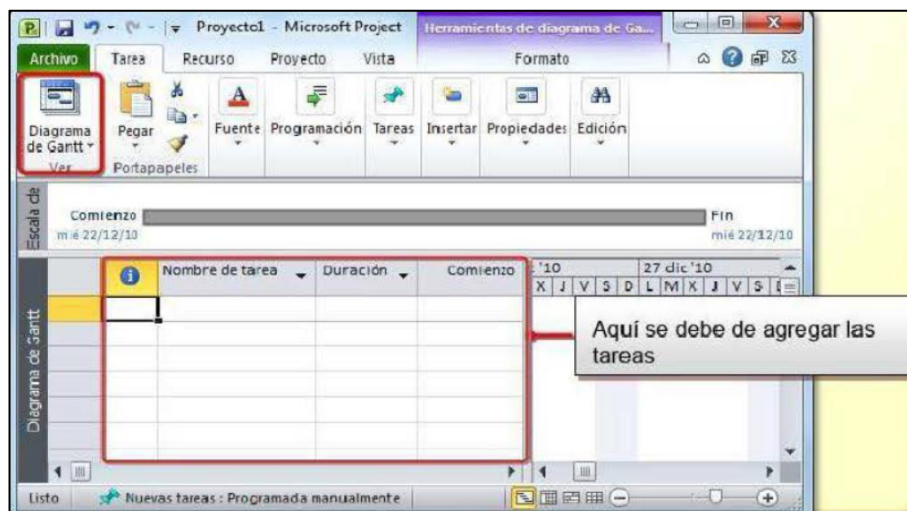 Proyecto1 - Microsoft Project
Herramientas de diagrama de Ga...
Archivo Tarea Recurso Proyecto Vista Formato
Diagrama de Gantt
Pegar
Fuente Programación Tareas Insertar Propiedades Edición
Ver Portapapeles
Escala de
Comienzo
mié 22/12/10
Fin
mié 22/12/10
Nombre de tarea Duración Comienzo
'10 27 dic '10
X J V S D L M X J V S
Aquí se debe de agregar las
tareas
Diagrama de Gantt
Listo Nuevas tareas : Programada manualmente